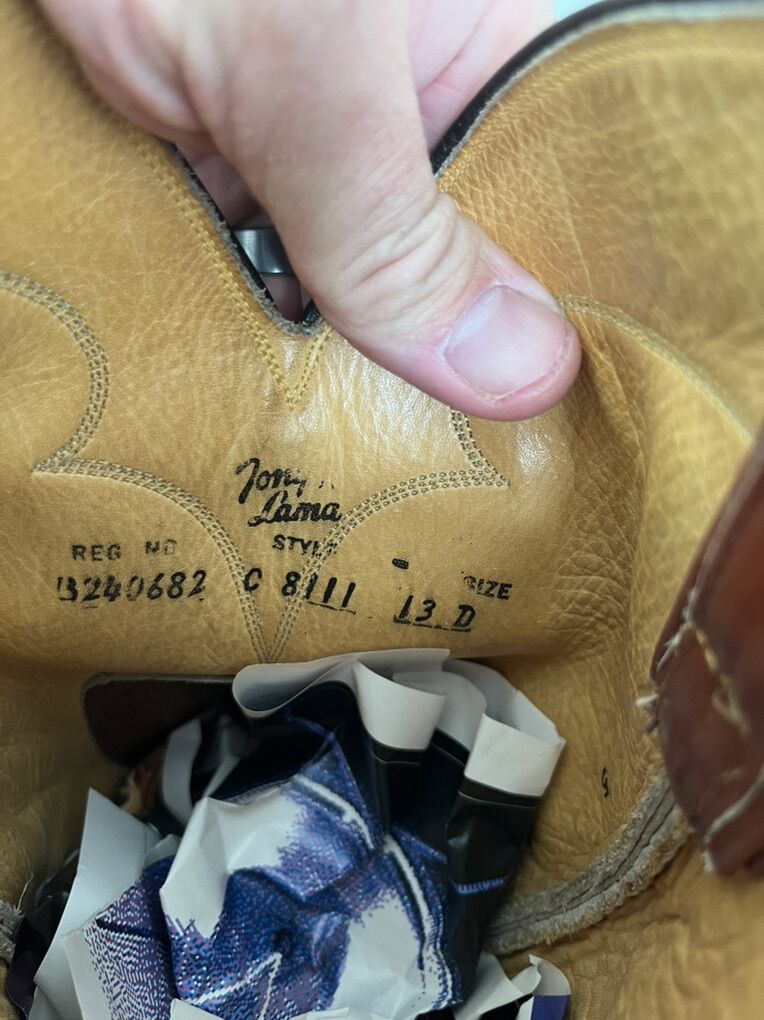 Tony
Lama
STYLE
REG NO SIZE
B240682 C 8111 13 D